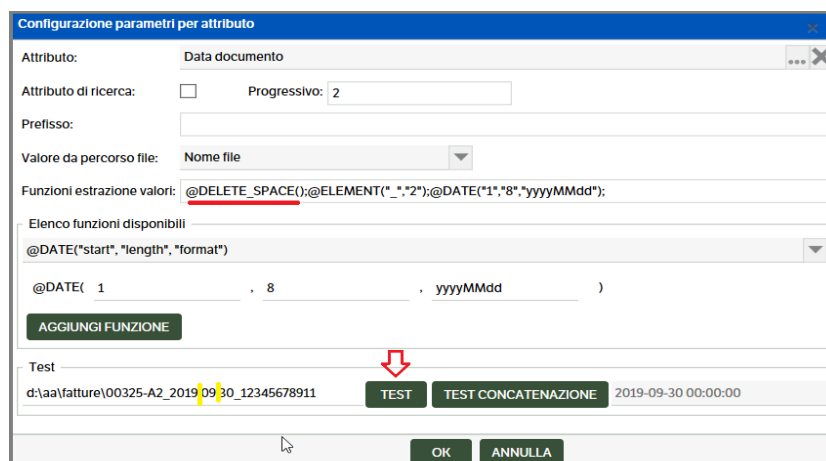 Configurazione parametri per attributo
Attributo: Data documento ...
Attributo di ricerca: Progressivo: 2
Prefisso:
Valore da percorso file: Nome file
Funzioni estrazione valori: @DELETE_SPACE();@ELEMENT("_","2");@DATE("1","8","yyyyMMdd");
Elenco funzioni disponibili
@DATE("start", "length", "format")
@DATE( 1 , 8 , yyyyMMdd )
AGGIUNGI FUNZIONE
Test
d:\aa\fatture\00325-A2_2019 09 30_12345678911 TEST TEST CONCATENAZIONE 2019-09-30 00:00:00
OK ANNULLA